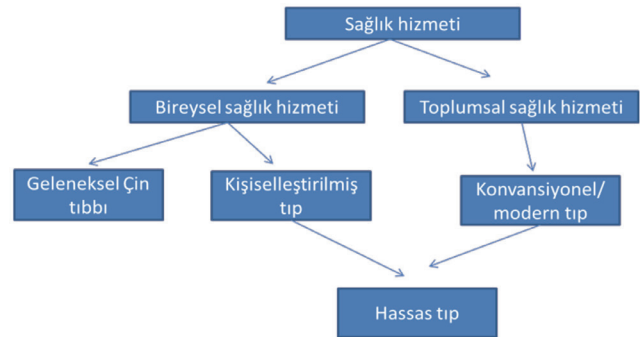 Sağlık hizmeti
Bireysel sağlık hizmeti
Toplumsal sağlık hizmeti
Geleneksel Çin
tıbbı
Kişiselleştirilmiş
tıp
Konvansiyonel/
modern tıp
Hassas tıp